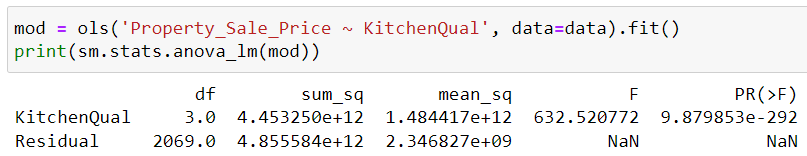 mod = ols('Property_Sale_Price ~ KitchenQual', data=data).fit()
print(sm.stats.anova_lm(mod))
df sum_sq mean_sq F PR(>F)
KitchenQual 3.0 4.453250e+12 1.484417e+12 632.520772 9.879853e-292
Residual 2069.0 4.855584e+12 2.346827e+09 NaN NaN